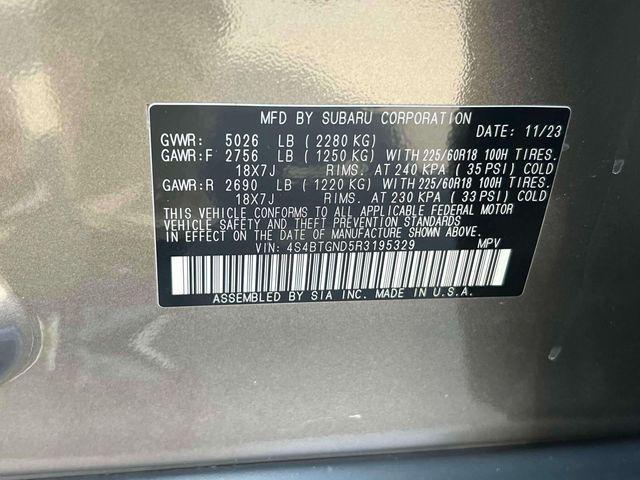 MFD BY SUBARU CORPORATION
GVWR: 5026 LB (2280 KG) DATE: 11/23
GAWR:F 2756 LB (1250 KG) WITH 225/60R18 100H TIRES.
18X7J RIMS. AT 240 KPA (35 PSI) COLD
GAWR:R 2690 LB (1220 KG) WITH 225/60R18 100H TIRES.
18X7J RIMS. AT 230 KPA (33 PSI) COLD
THIS VEHICLE CONFORMS TO ALL APPLICABLE FEDERAL MOTOR
VEHICLE SAFETY AND THEFT PREVENTION STANDARDS
IN EFFECT ON THE DATE OF MANUFACTURE SHOWN ABOVE.
VIN: 4S4BTGND5R3195329 MPV
ASSEMBLED BY SIA INC. MADE IN U.S.A.